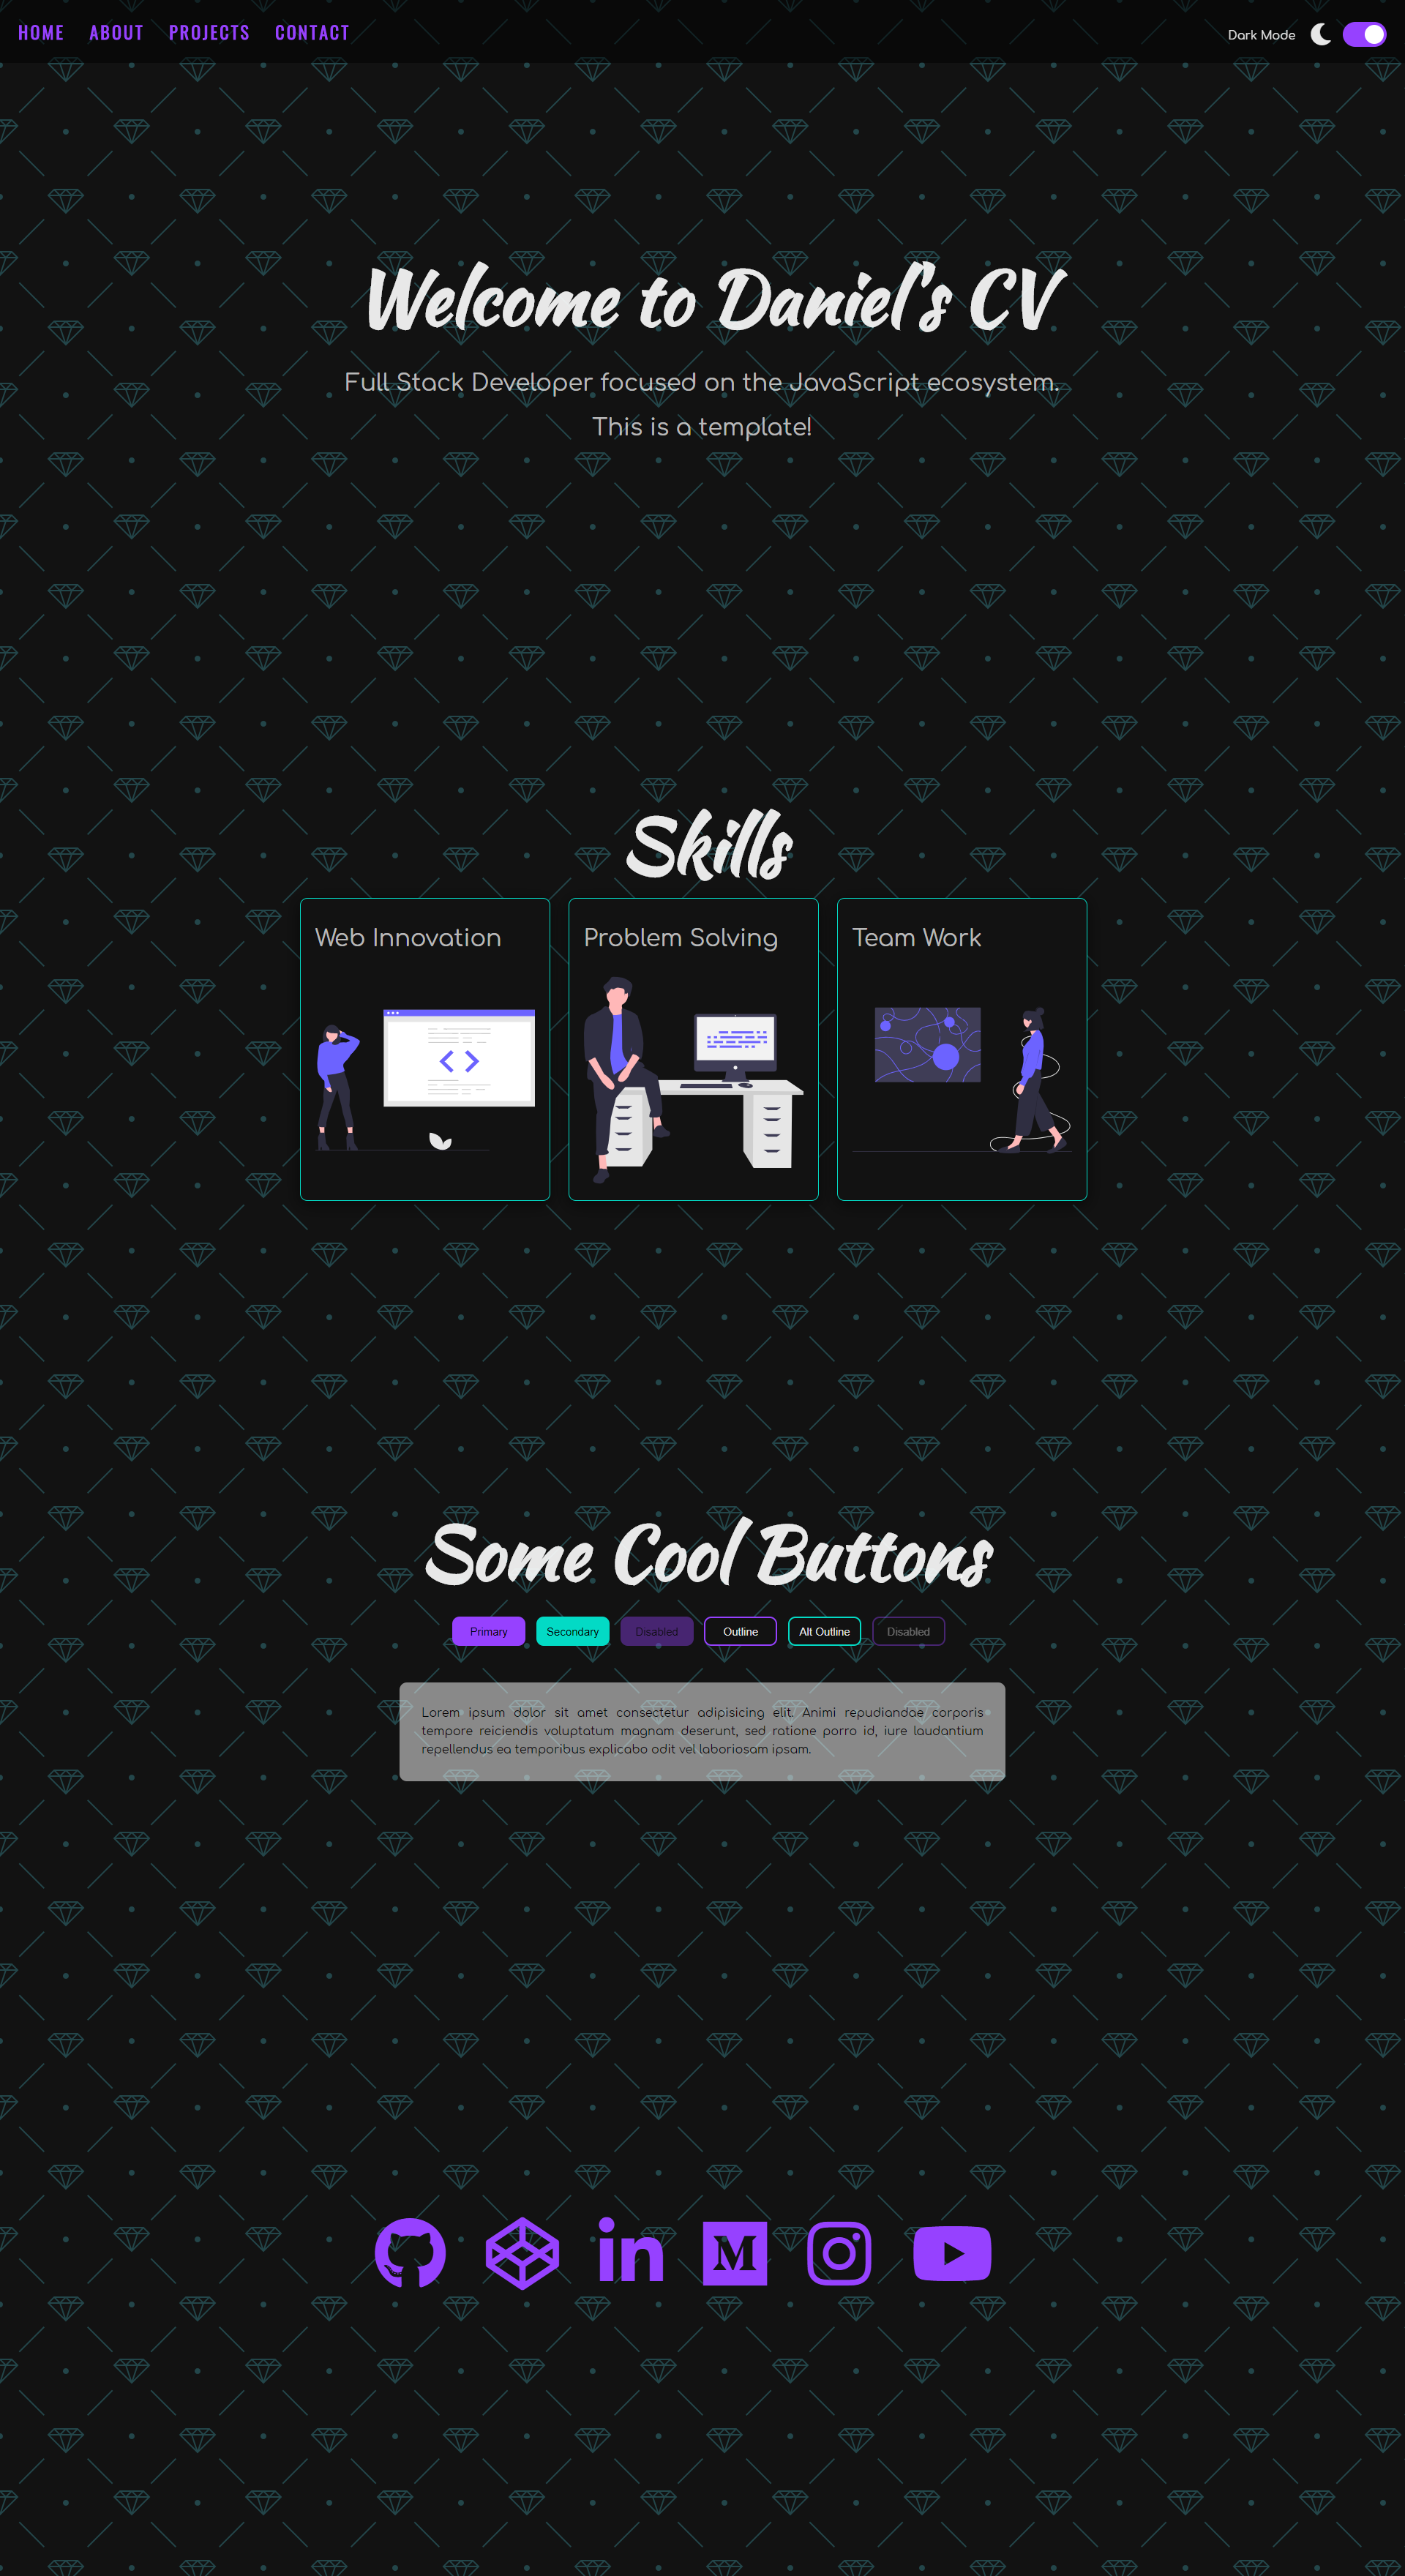 HOME ABOUT PROJECTS CONTACT Dark Mode
Welcome to Daniel's CV
Full Stack Developer focused on the JavaScript ecosystem.
This is a template!
Skills
Web Innovation
Problem Solving
Team Work
Some Cool Buttons
Primary Secondary Disabled Outline Alt Outline Disabled
Lorem ipsum dolor sit amet consectetur adipisicing elit. Animi repudiandae corporis
tempore reiciendis voluptatum magnam deserunt, sed ratione porro id, iure laudantium
repellendus ea temporibus explicabo odit vel laboriosam ipsam.